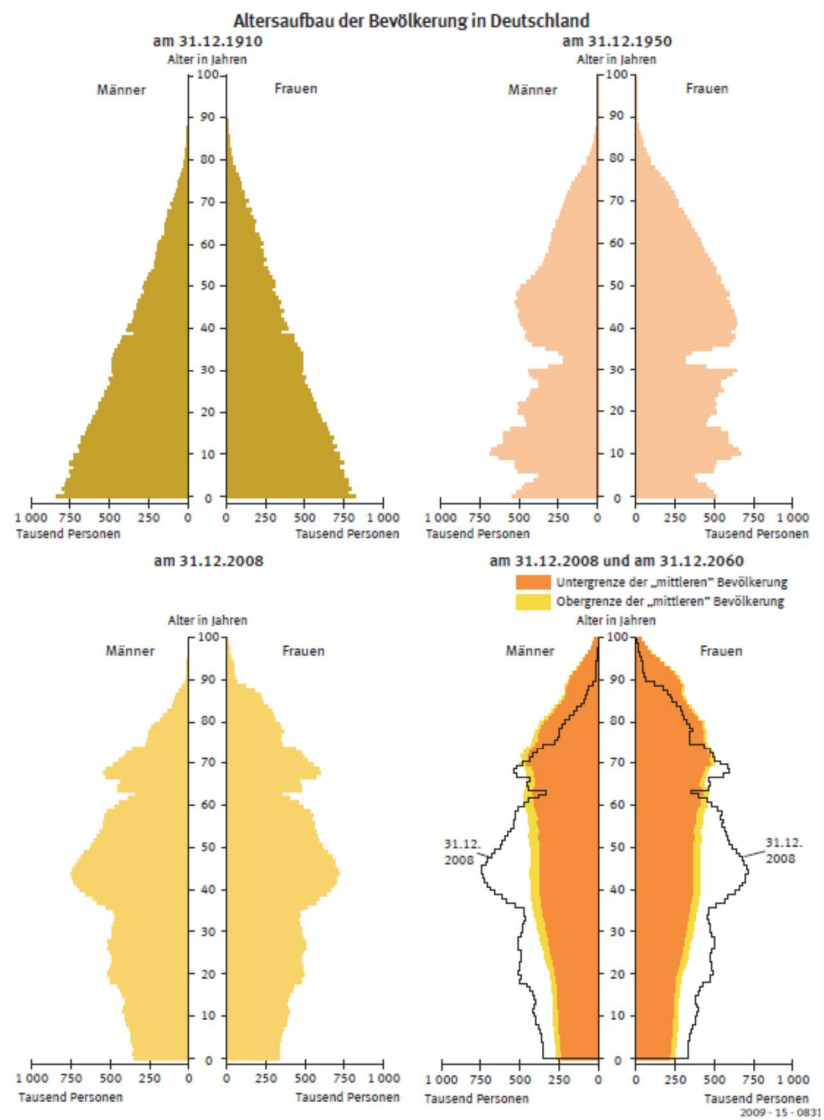 Altersaufbau der Bevölkerung in Deutschland
am 31.12.1910
Alter in Jahren
Männer
Frauen
100
90
80
70
60
50
40
30
20
10
0
1 000 750 500 250 0
0 250 500 750 1 000
Tausend Personen
Tausend Personen
am 31.12.1950
Alter in Jahren
Männer
Frauen
100
90
80
70
60
50
40
30
20
10
0
1 000 750 500 250 0
0 250 500 750 1 000
Tausend Personen
Tausend Personen
am 31.12.2008
Alter in Jahren
Männer
Frauen
100
90
80
70
60
50
40
30
20
10
0
1 000 750 500 250 0
0 250 500 750 1 000
Tausend Personen
Tausend Personen
am 31.12.2008 und am 31.12.2060
Untergrenze der „mittleren” Bevölkerung
Obergrenze der „mittleren” Bevölkerung
Alter in Jahren
Männer
Frauen
100
90
80
70
60
50
40
30
20
10
0
31.12.
2008
31.12.
2008
1 000 750 500 250 0
0 250 500 750 1 000
Tausend Personen
Tausend Personen
2009 - 15 - 0831